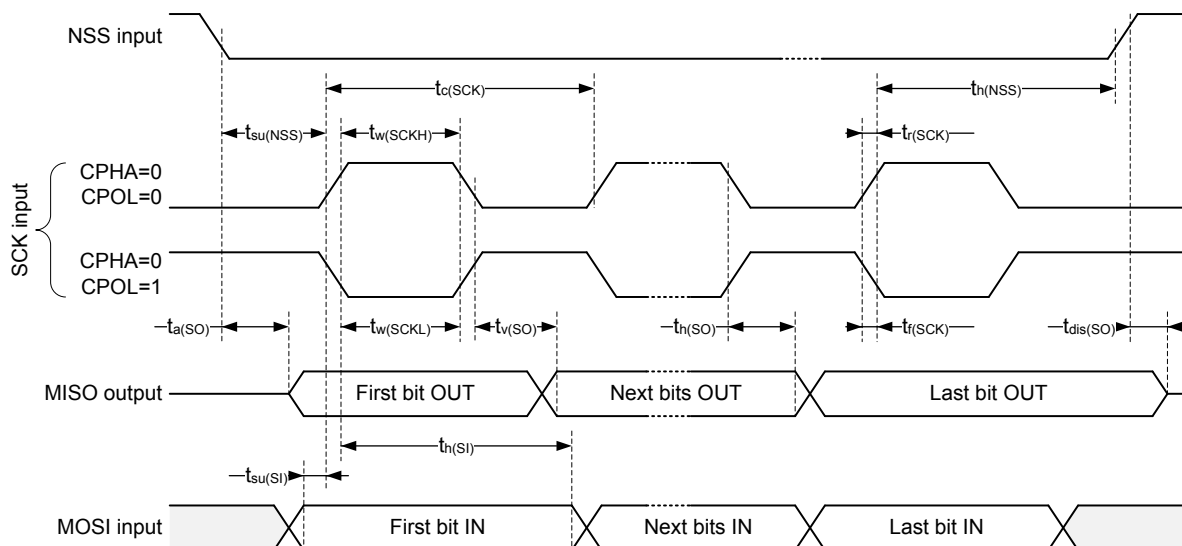 NSS input
tc(SCK)
th(NSS)
tsu(NSS)
tw(SCKH)
tr(SCK)
SCK input
CPHA=0
CPOL=0
CPHA=0
CPOL=1
ta(SO)
tw(SCKL)
tv(SO)
th(SO)
tf(SCK)
tdis(SO)
MISO output
First bit OUT
Next bits OUT
Last bit OUT
th(SI)
tsu(SI)
MOSI input
First bit IN
Next bits IN
Last bit IN